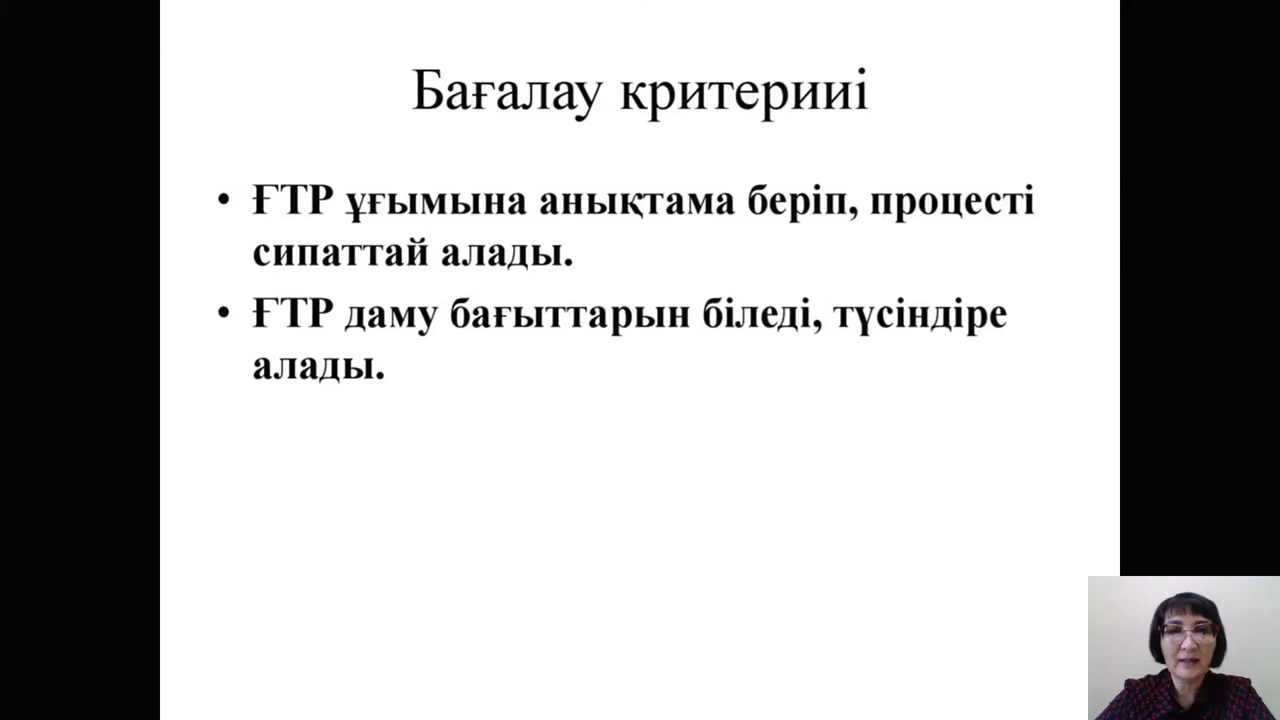 Бағалау критерииі
• ҒТР ұғымына анықтама беріп, процесті
сипаттай алады.
• ҒТР даму бағыттарын біледі, түсіндіре
алады.